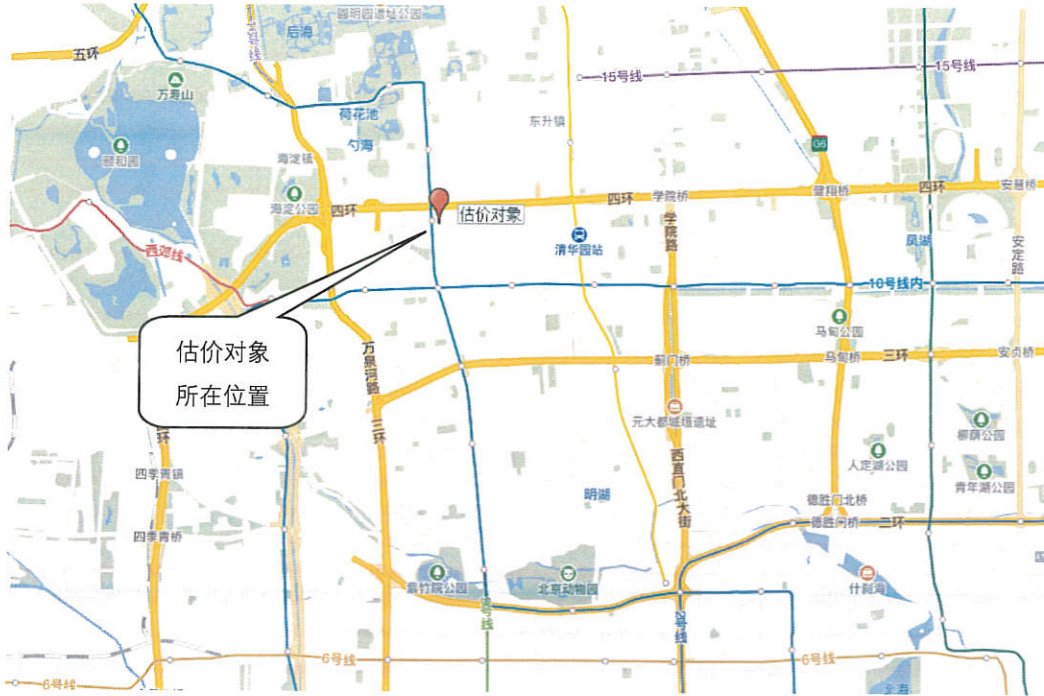 圆明园遗址公园
后海
五环
15号线
15号线
万寿山
荷花池
东升镇
勺海
G6
颐和园
海淀镇
海淀公园
四环
估价对象
四环
学院桥
健翔桥
四环
安慧桥
学院路
清华园站
凤湖
安定路
西郊线
10号线内
估价对象
所在位置
万泉河路
马甸公园
蓟门桥
马甸桥
三环
安贞桥
三环
元大都城垣遗址
柳荫公园
人定湖公园
四季青镇
西直门北大街
青年湖公园
明湖
德胜门北桥
四季青桥
德胜门桥
二环
紫竹院公园
北京动物园
什刹海
号线
2号线
6号线
6号线
6号线
北海